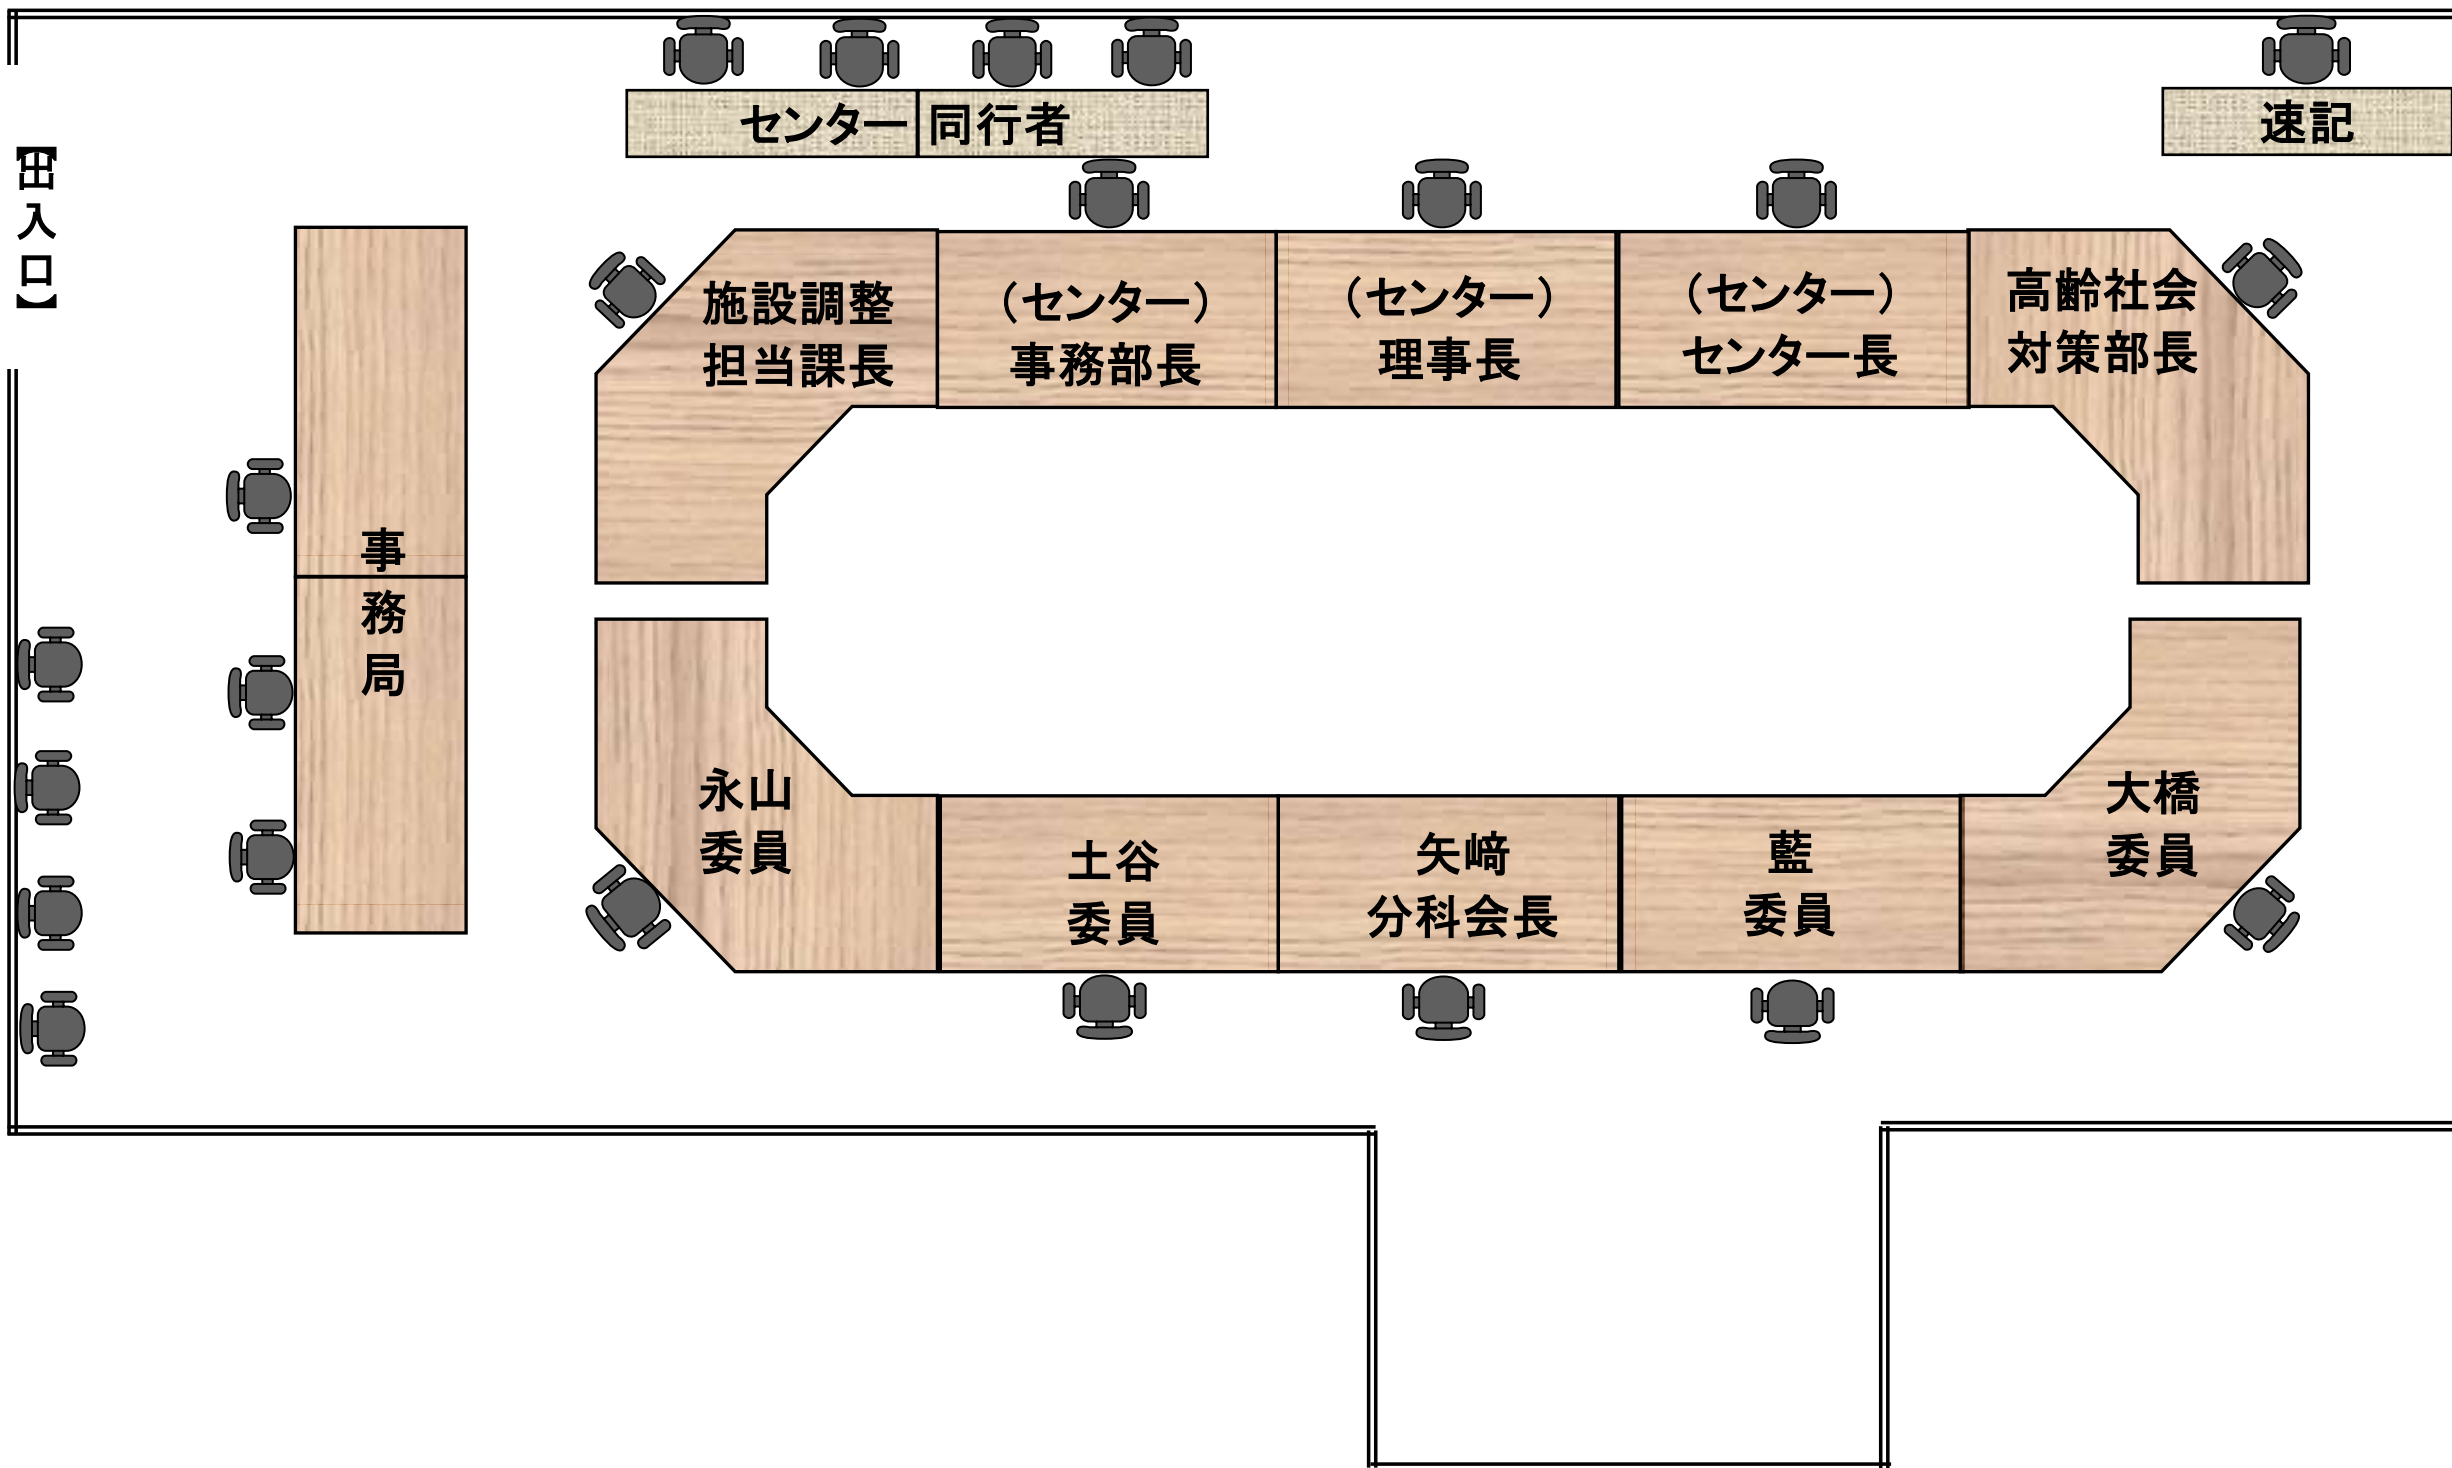 センター 同行者
速記
【出入口】
施設調整
担当課長
（センター）
事務部長
（センター）
理事長
（センター）
センター長
高齢社会
対策部長
事務局
永山
委員
土谷
委員
矢﨑
分科会長
藍
委員
大橋
委員